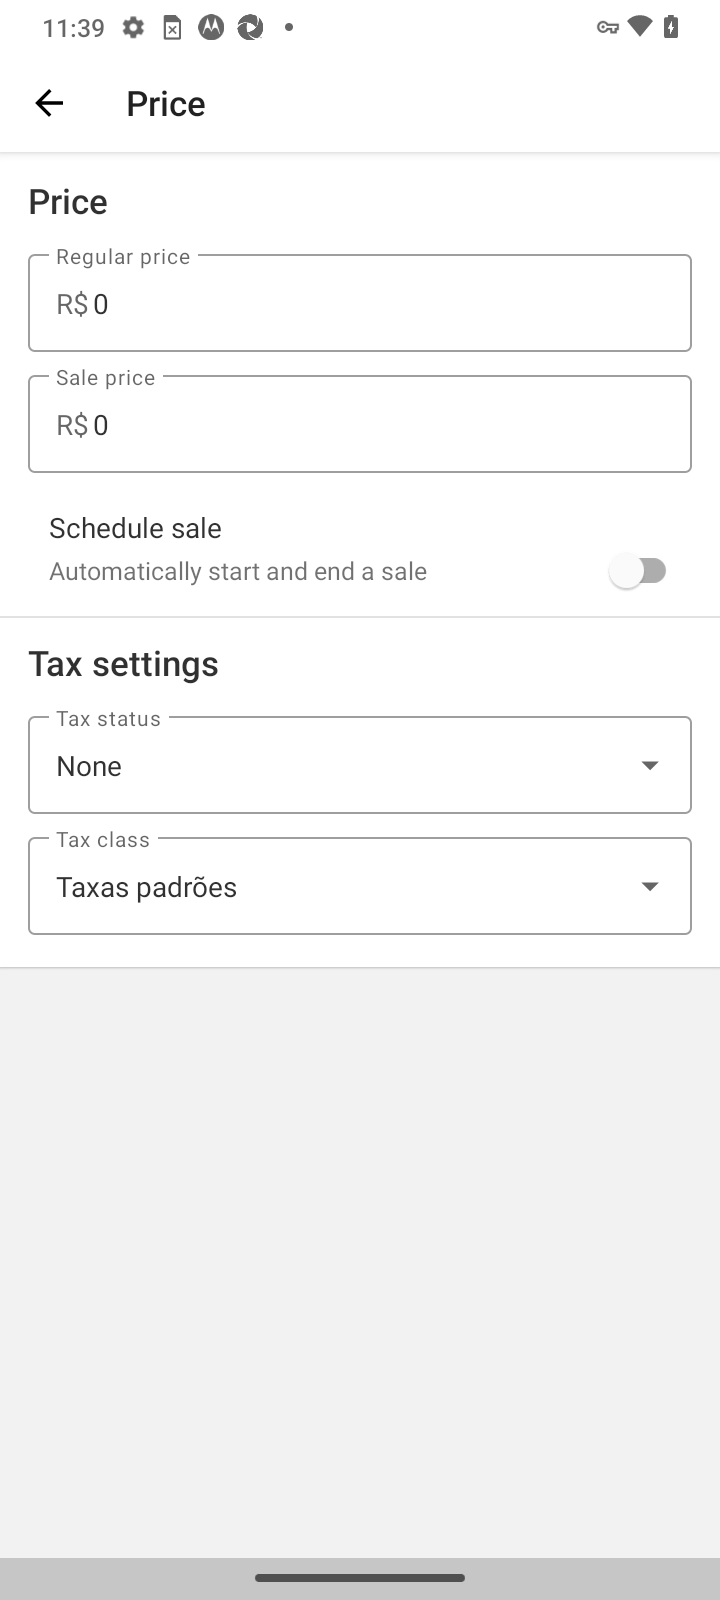 11:39
Price
Price
Regular price
R$ 0
Sale price
R$ 0
Schedule sale
Automatically start and end a sale
Tax settings
Tax status
None
Tax class
Taxas padrões